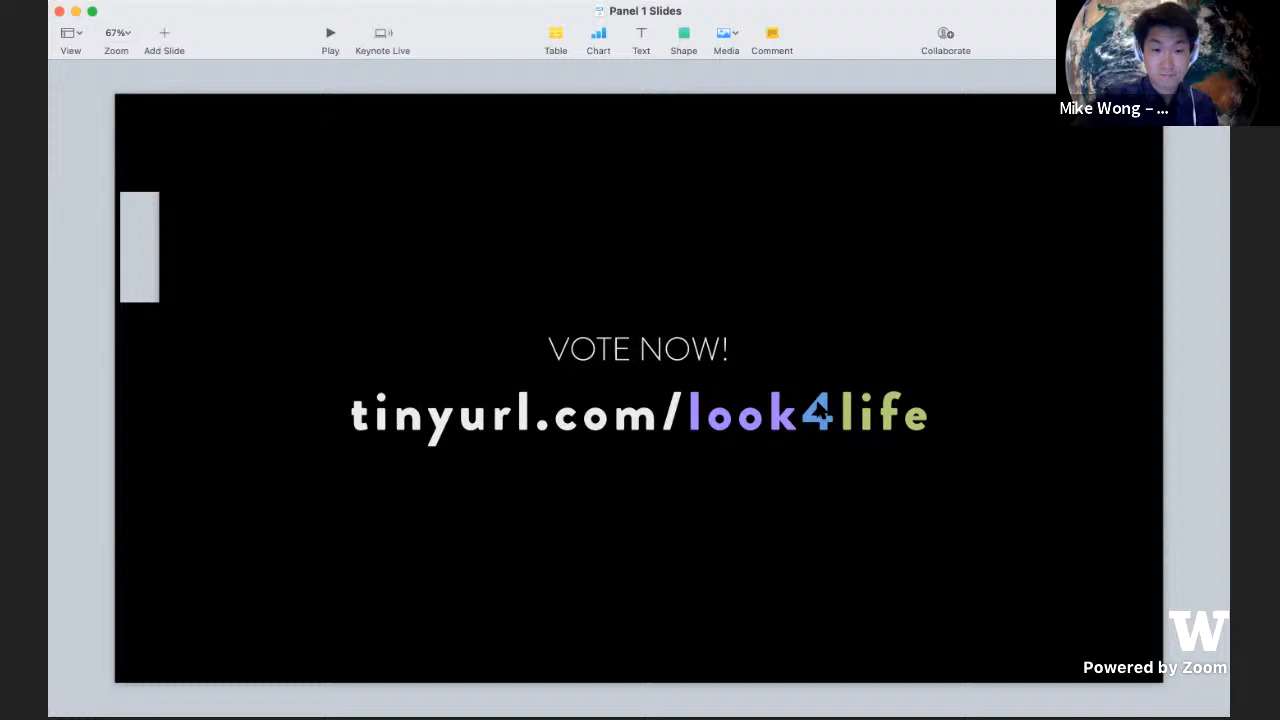 Panel 1 Slides
67%
View
Zoom
Add Slide
Play
Keynote Live
Table
Chart
Text
Shape
Media
Comment
Collaborate
Mike Wong – ...
VOTE NOW!
tinyurl.com/look4life
W
Powered by Zoom